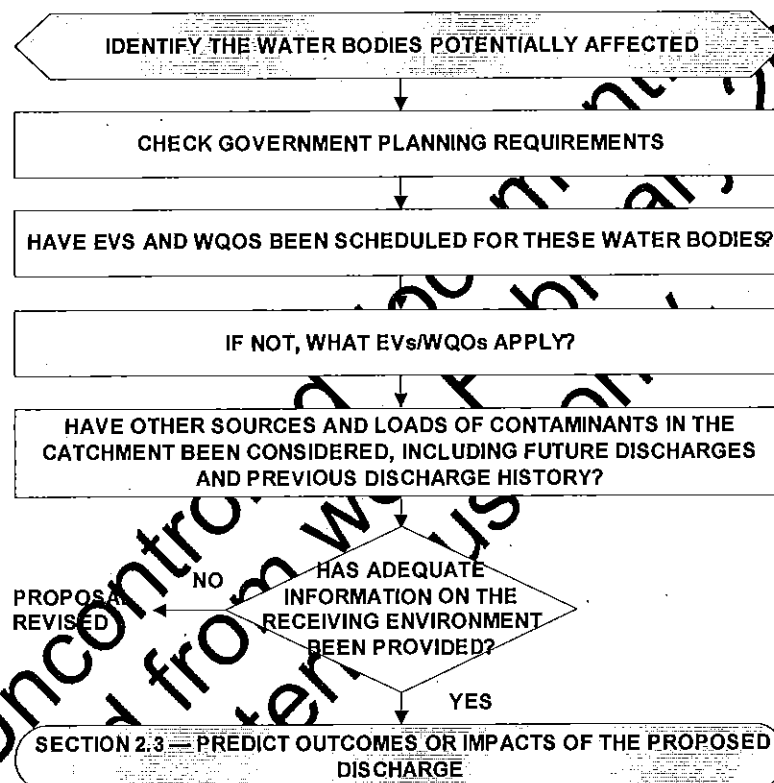 IDENTIFY THE WATER BODIES POTENTIALLY AFFECTED
CHECK GOVERNMENT PLANNING REQUIREMENTS
HAVE EVS AND WQOS BEEN SCHEDULED FOR THESE WATER BODIES?
IF NOT, WHAT EVs/WQOs APPLY?
HAVE OTHER SOURCES AND LOADS OF CONTAMINANTS IN THE
CATCHMENT BEEN CONSIDERED, INCLUDING FUTURE DISCHARGES
AND PREVIOUS DISCHARGE HISTORY?
HAS ADEQUATE
INFORMATION ON THE
RECEIVING ENVIRONMENT
BEEN PROVIDED?
NO
PROPOSAL
REVISED
YES
SECTION 2.3 — PREDICT OUTCOMES OR IMPACTS OF THE PROPOSED
DISCHARGE